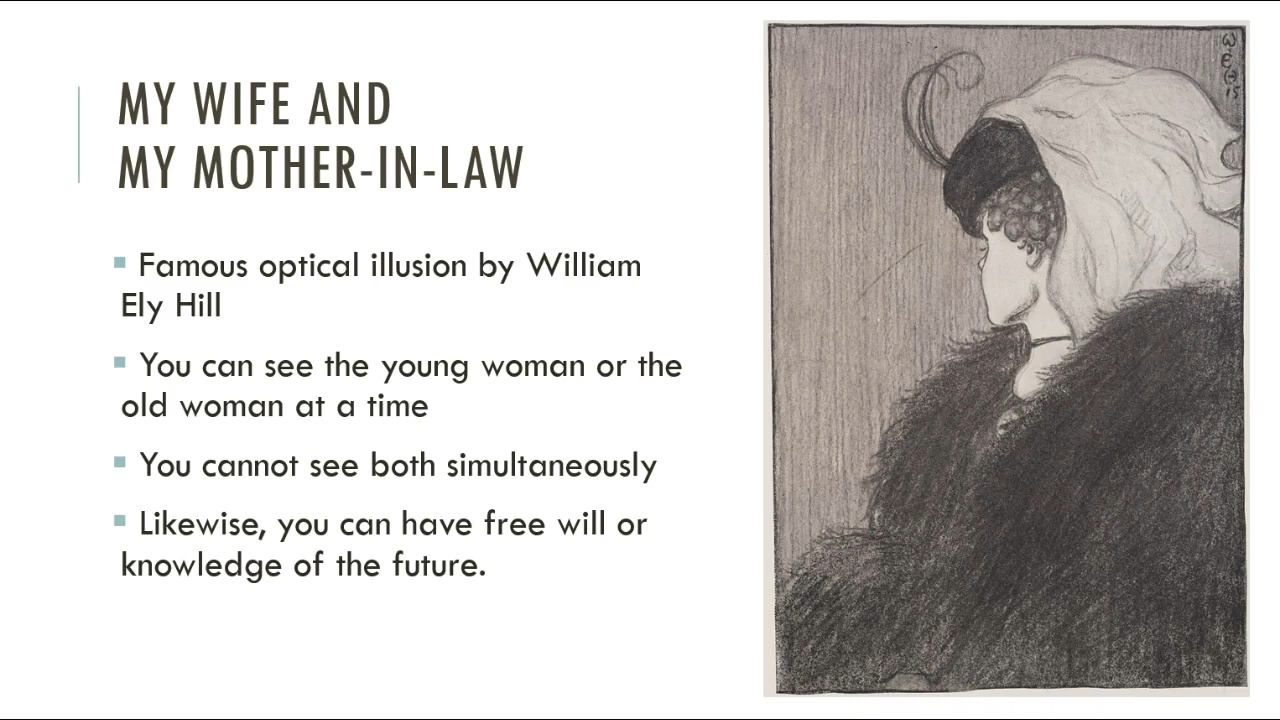 MY WIFE AND
MY MOTHER-IN-LAW
▪ Famous optical illusion by William
Ely Hill
▪ You can see the young woman or the
old woman at a time
▪ You cannot see both simultaneously
▪ Likewise, you can have free will or
knowledge of the future.
W
E
H
15